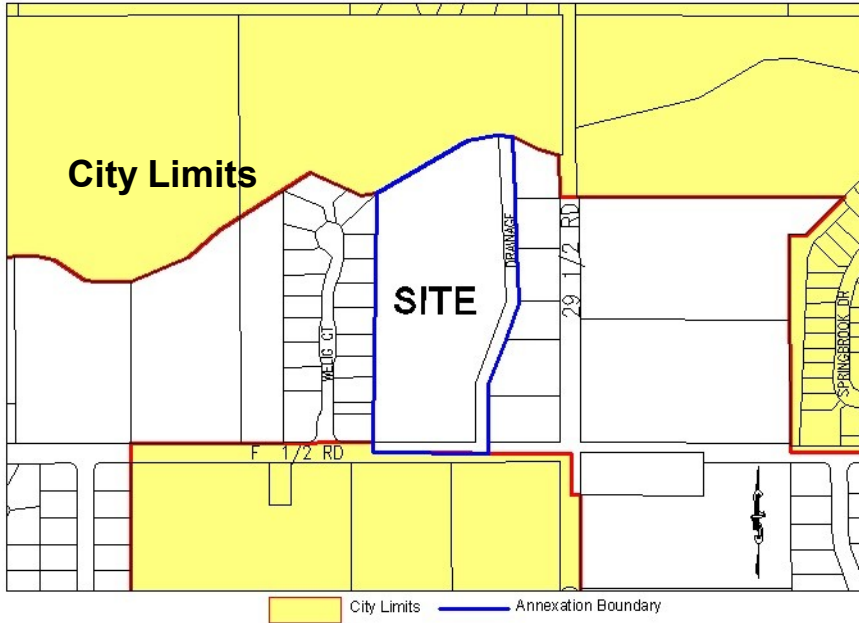 City Limits
DRAINAGE
29 1/2 RD
SITE
WELIG CT
SPRINGBROOK DR
F 1/2 RD
City Limits
Annexation Boundary